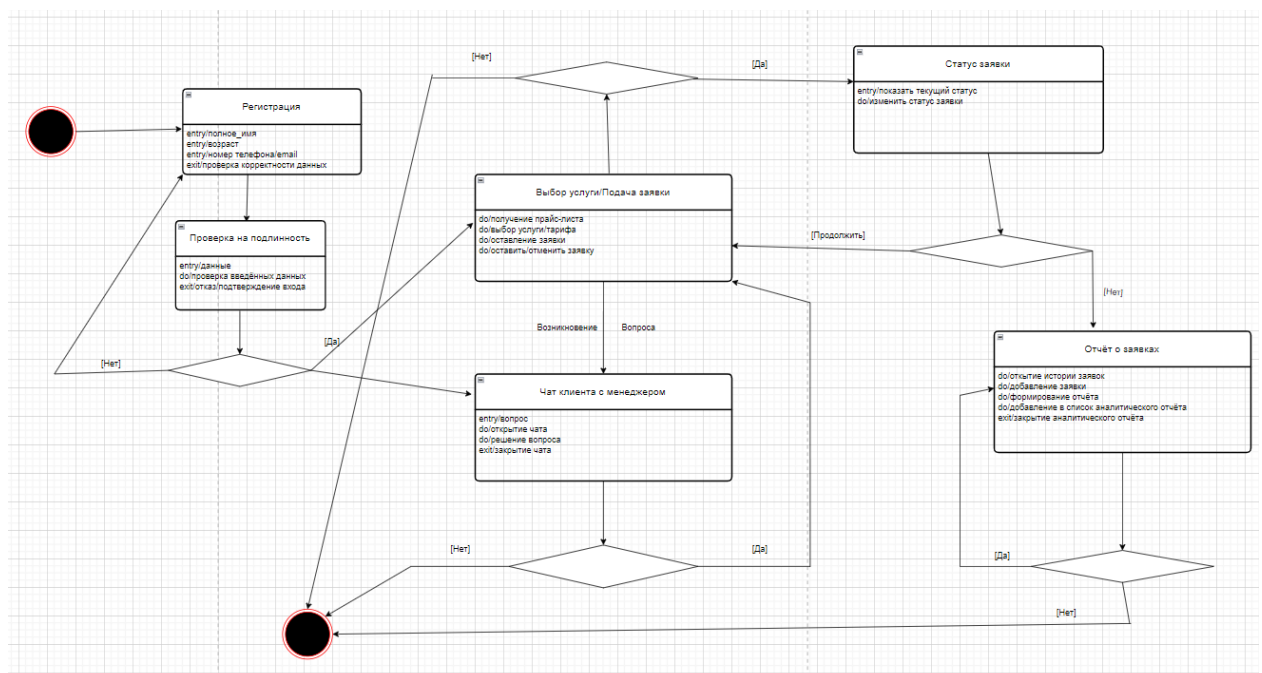 [Нет]
[Да]
Статус заявки
entry/показать текущий статус
do/изменить статус заявки
Регистрация
entry/полное_имя
entry/возраст
entry/номер телефона/email
exit/проверка корректности данных
Выбор услуги/Подача заявки
do/получение прайс-листа
do/выбор услуги/тарифа
do/оставление заявки
do/оставить/отменить заявку
Проверка на подлинность
entry/данные
do/проверка введённых данных
exit/отказ/подтверждение входа
[Продолжить]
[Нет]
Возникновение Вопроса
[Да]
[Нет]
Отчёт о заявках
do/откытие истории заявок
do/добавление заявки
do/формирование отчёта
do/добавление в список аналитического отчёта
exit/закрытие аналитического отчёта
Чат клиента с менеджером
entry/вопрос
do/открытие чата
do/решение вопроса
exit/закрытие чата
[Нет]
[Да]
[Да]
[Нет]